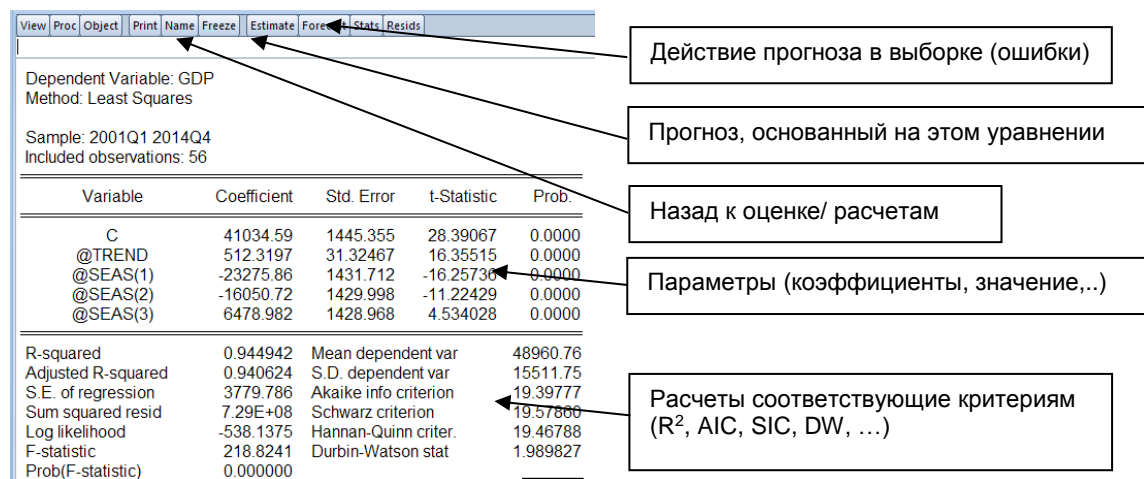 View Proc Object Print Name Freeze Estimate Forecast Stats Resids
Dependent Variable: GDP
Method: Least Squares
Sample: 2001Q1 2014Q4
Included observations: 56
Variable Coefficient Std. Error t-Statistic Prob.
C 41034.59 1445.355 28.39067 0.0000
@TREND 512.3197 31.32467 16.35515 0.0000
@SEAS(1) -23275.86 1431.712 -16.25736 0.0000
@SEAS(2) -16050.72 1429.998 -11.22429 0.0000
@SEAS(3) 6478.982 1428.968 4.534028 0.0000
R-squared 0.944942 Mean dependent var 48960.76
Adjusted R-squared 0.940624 S.D. dependent var 15511.75
S.E. of regression 3779.786 Akaike info criterion 19.39777
Sum squared resid 7.29E+08 Schwarz criterion 19.57860
Log likelihood -538.1375 Hannan-Quinn criter. 19.46788
F-statistic 218.8241 Durbin-Watson stat 1.989827
Prob(F-statistic) 0.000000
Действие прогноза в выборке (ошибки)
Прогноз, основанный на этом уравнении
Назад к оценке/ расчетам
Параметры (коэффициенты, значение,..)
Расчеты соответствующие критериям
(R², AIC, SIC, DW, …)